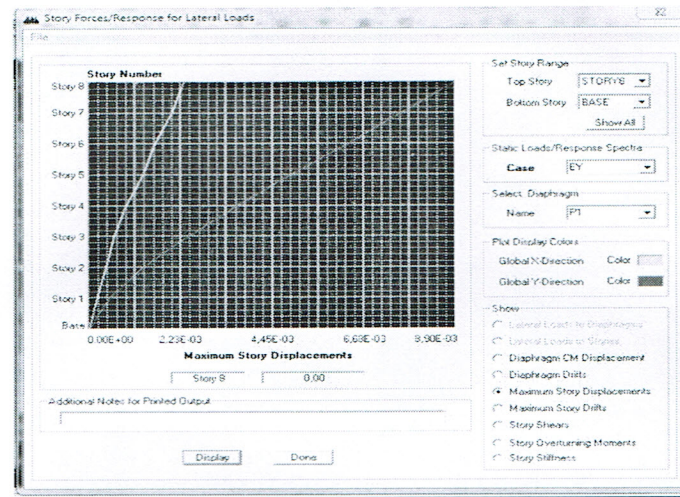 Story Forces/Response for Lateral Loads
File
Story Number
Story 8
Story 7
Story 6
Story 5
Story 4
Story 3
Story 2
Story 1
Base
0.00E+00 2.23E-03 4.45E-03 6.68E-03 8.90E-03
Maximum Story Displacements
Story 8 0.00
Additional Notes for Printed Output
Display Done
Set Story Range
Top Story STORY8
Bottom Story BASE
Show All
Static Loads/Response Spectra
Case EY
Select Diaphragm
Name P1
Plot Display Colors
Global X-Direction Color
Global Y-Direction Color
Show
Lateral Loads to Diaphragms
Lateral Loads to Stories
Diaphragm CM Displacement
Diaphragm Drifts
Maximum Story Displacements
Maximum Story Drifts
Story Shears
Story Overturning Moments
Story Stiffness